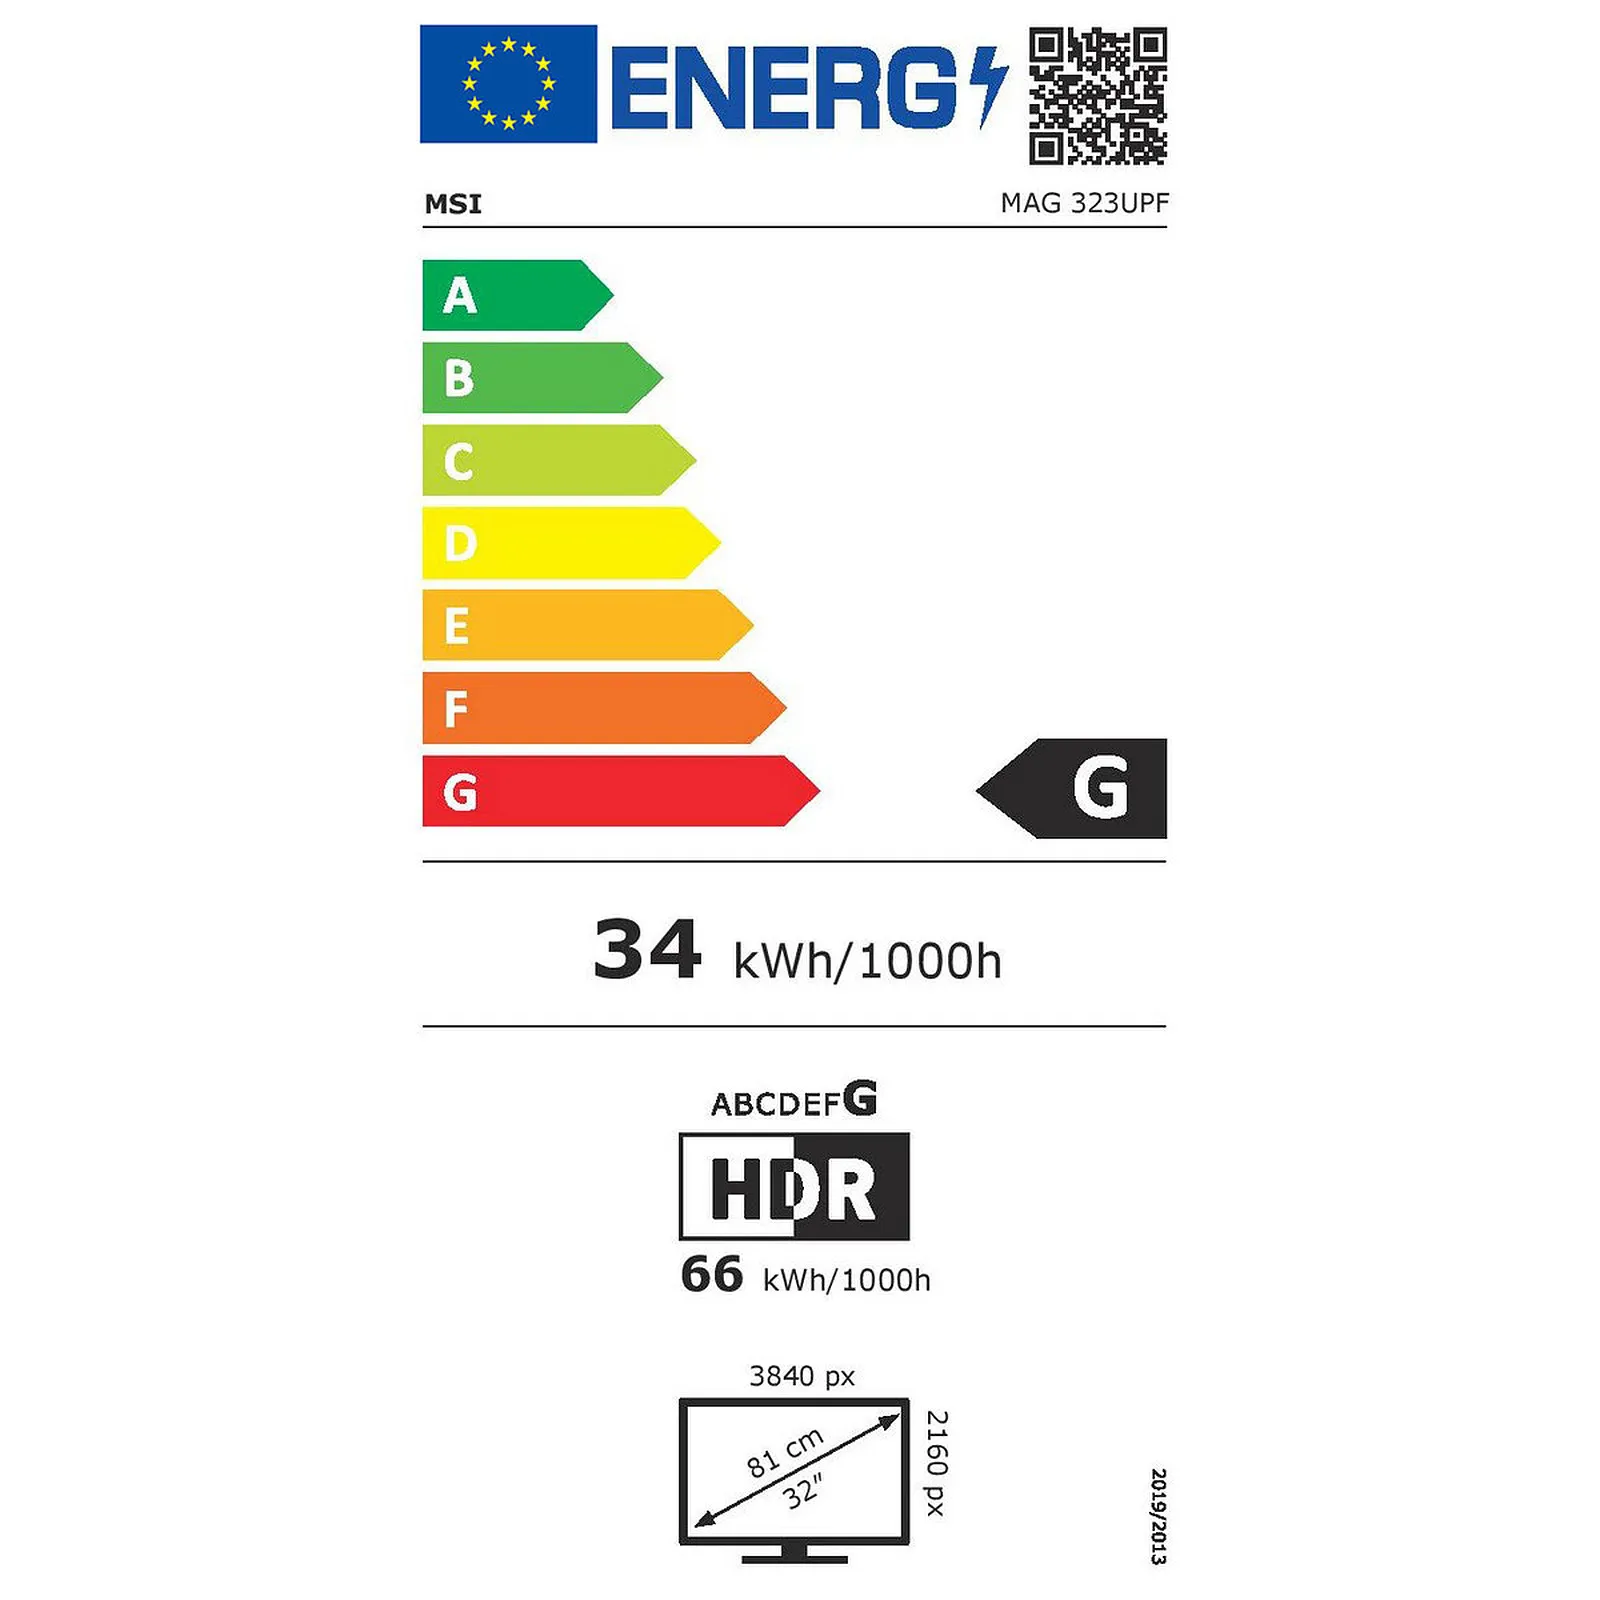 ENERG
MSI
MAG 323UPF
A
B
C
D
E
F
G
G
34 kWh/1000h
ABCDEFG
HDR
66 kWh/1000h
3840 px
2160 px
81 cm
32"
2019/2013